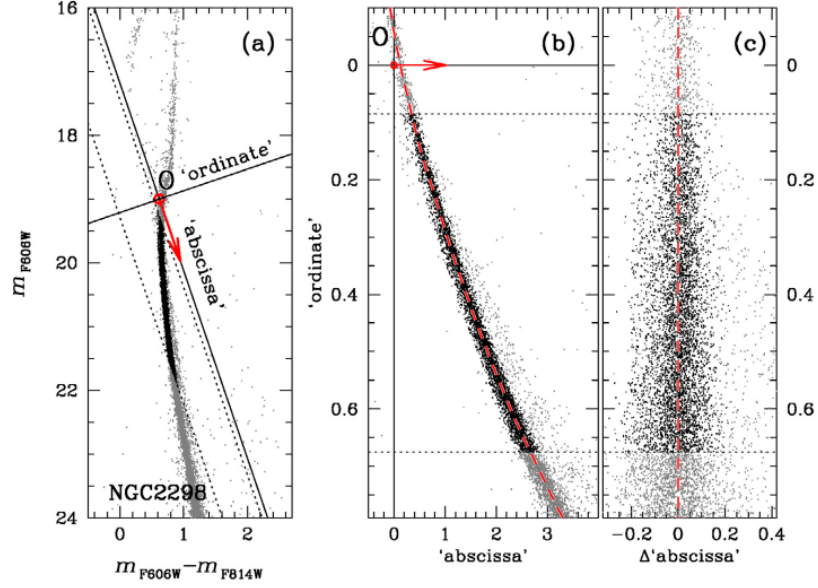 16
18
20
22
24
m_F606W
0
1
2
m_F606W−m_F814W
(a)
O 'ordinate'
'abscissa'
NGC2298
(b)
O
0
0.2
0.4
0.6
'ordinate'
0
1
2
3
'abscissa'
(c)
0
0.2
0.4
0.6
−0.2
0
0.2
0.4
Δ'abscissa'